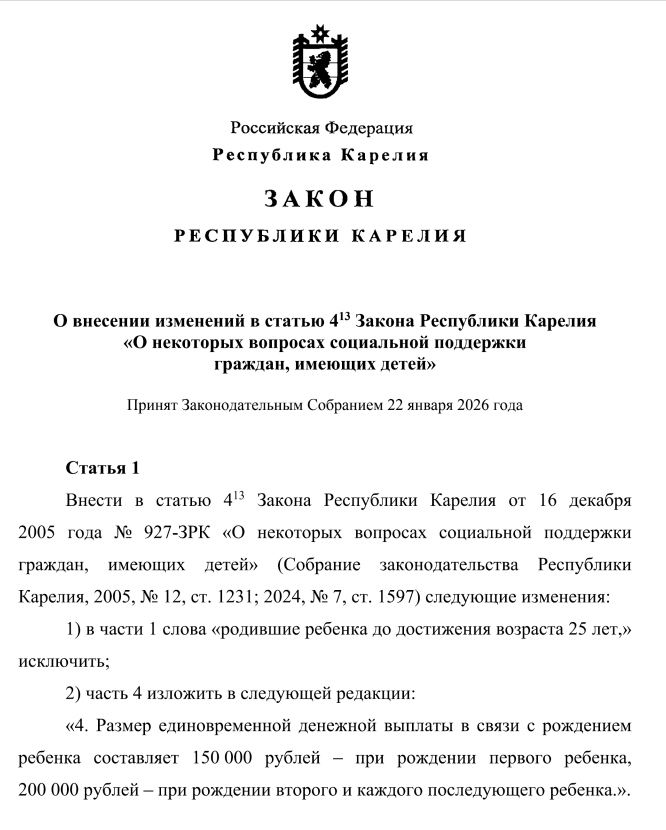 Российская Федерация
Республика Карелия
ЗАКОН
РЕСПУБЛИКИ КАРЕЛИЯ
О внесении изменений в статью 4¹³ Закона Республики Карелия
«О некоторых вопросах социальной поддержки
граждан, имеющих детей»
Принят Законодательным Собранием 22 января 2026 года
Статья 1
Внести в статью 4¹³ Закона Республики Карелия от 16 декабря
2005 года № 927-ЗРК «О некоторых вопросах социальной поддержки
граждан, имеющих детей» (Собрание законодательства Республики
Карелия, 2005, № 12, ст. 1231; 2024, № 7, ст. 1597) следующие изменения:
1) в части 1 слова «родившие ребенка до достижения возраста 25 лет,»
исключить;
2) часть 4 изложить в следующей редакции:
«4. Размер единовременной денежной выплаты в связи с рождением
ребенка составляет 150 000 рублей – при рождении первого ребенка,
200 000 рублей – при рождении второго и каждого последующего ребенка.».